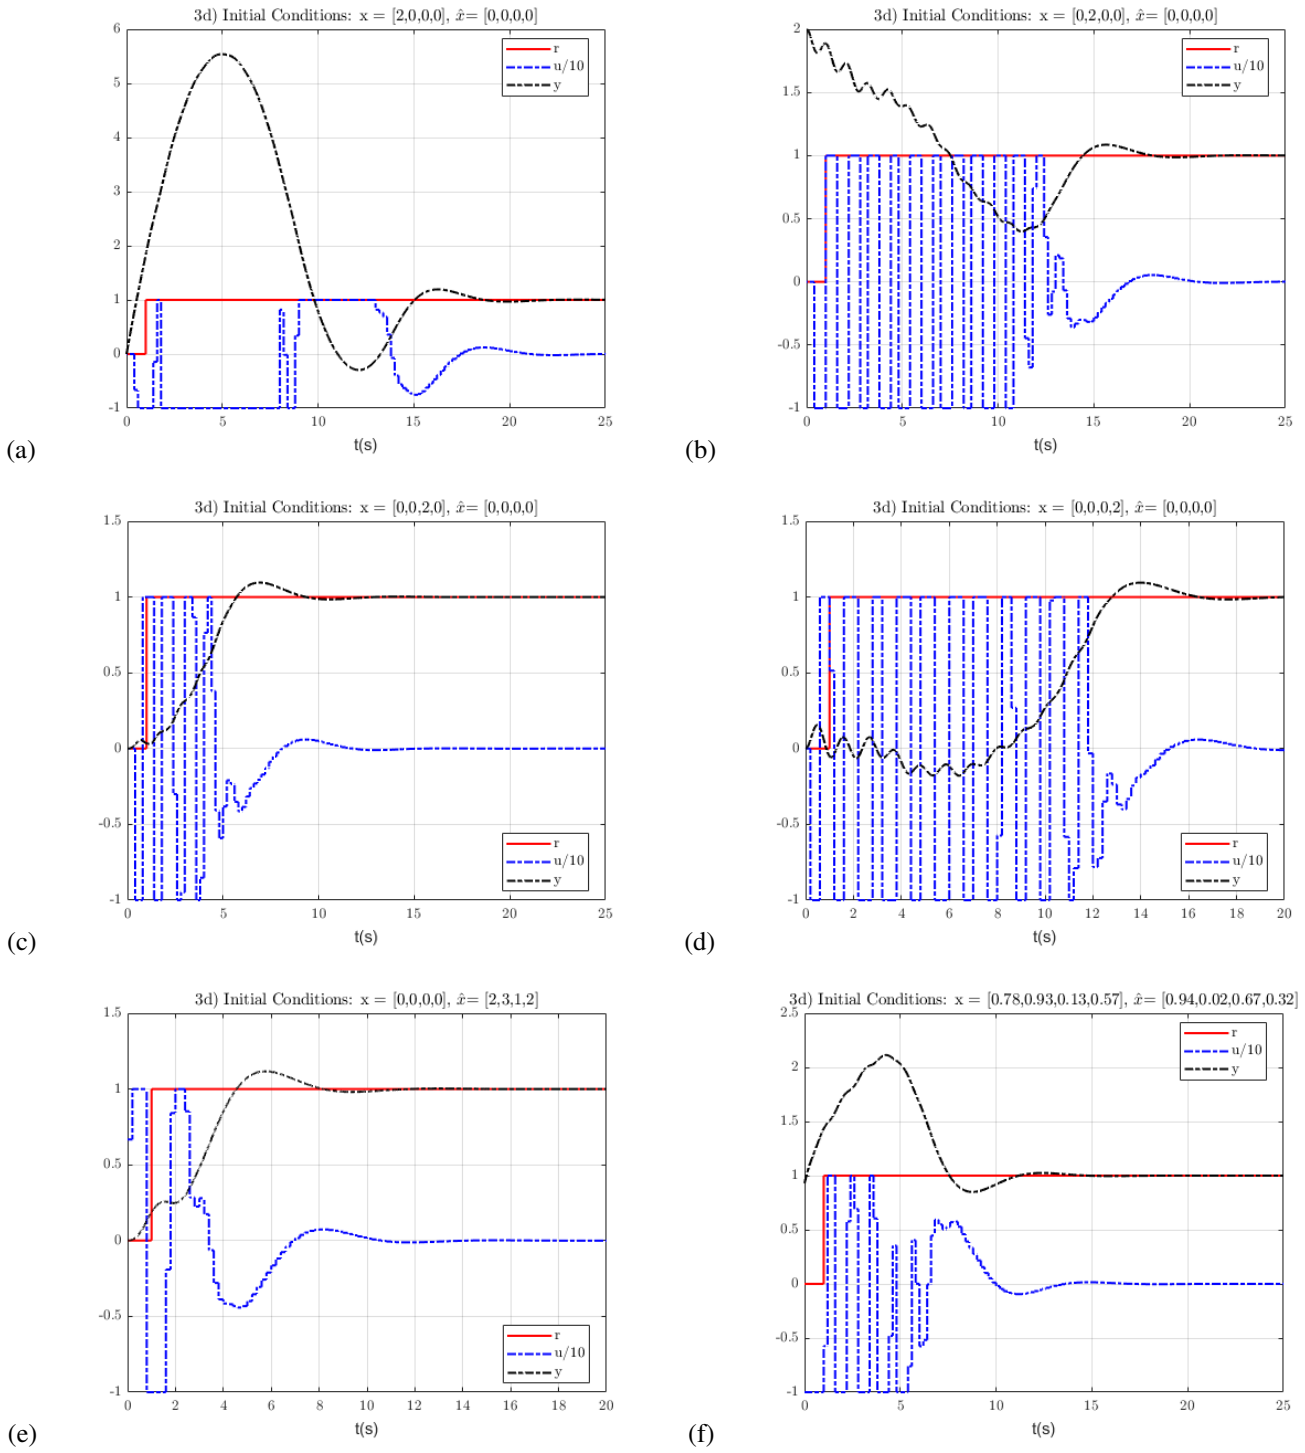 3d) Initial Conditions: x = [2,0,0,0], x̂= [0,0,0,0]
6
5
4
3
2
1
0
-1
r
u/10
y
0 5 10 15 20 25
t(s)
(a)
3d) Initial Conditions: x = [0,2,0,0], x̂= [0,0,0,0]
2
1.5
1
0.5
0
-0.5
-1
r
u/10
y
0 5 10 15 20 25
t(s)
(b)
3d) Initial Conditions: x = [0,0,2,0], x̂= [0,0,0,0]
1.5
1
0.5
0
-0.5
-1
r
u/10
y
0 5 10 15 20 25
t(s)
(c)
3d) Initial Conditions: x = [0,0,0,2], x̂= [0,0,0,0]
1.5
1
0.5
0
-0.5
-1
r
u/10
y
0 2 4 6 8 10 12 14 16 18 20
t(s)
(d)
3d) Initial Conditions: x = [0,0,0,0], x̂= [2,3,1,2]
1.5
1
0.5
0
-0.5
-1
r
u/10
y
0 2 4 6 8 10 12 14 16 18 20
t(s)
(e)
3d) Initial Conditions: x = [0.78,0.93,0.13,0.57], x̂= [0.94,0.02,0.67,0.32]
2.5
2
1.5
1
0.5
0
-0.5
-1
r
u/10
y
0 5 10 15 20 25
t(s)
(f)